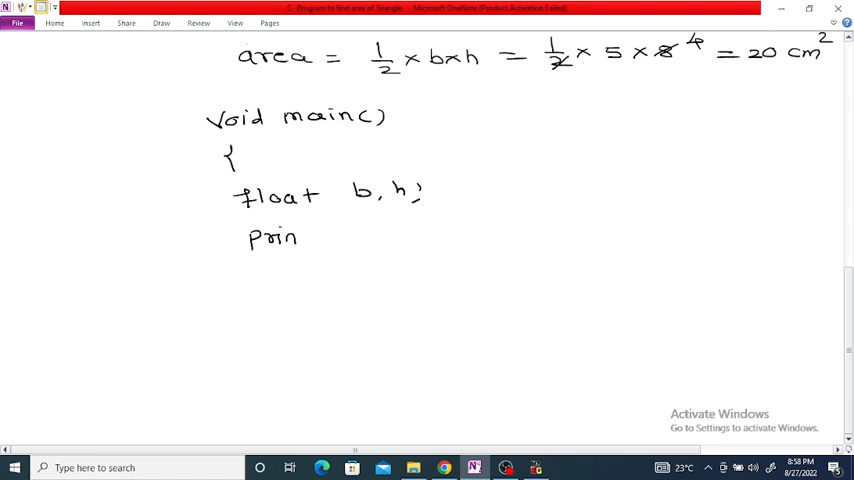 C- Program to find area of Triangle. - Microsoft OneNote (Product Activation Failed)
File Home Insert Share Draw Review View Pages
area = 1/2 × b×h = 1/2 × 5 × 8 4 = 20 cm²
void main()
{
float b, h;
prin
Activate Windows
Go to Settings to activate Windows.
Type here to search
23°C
8:58 PM
8/27/2022
5